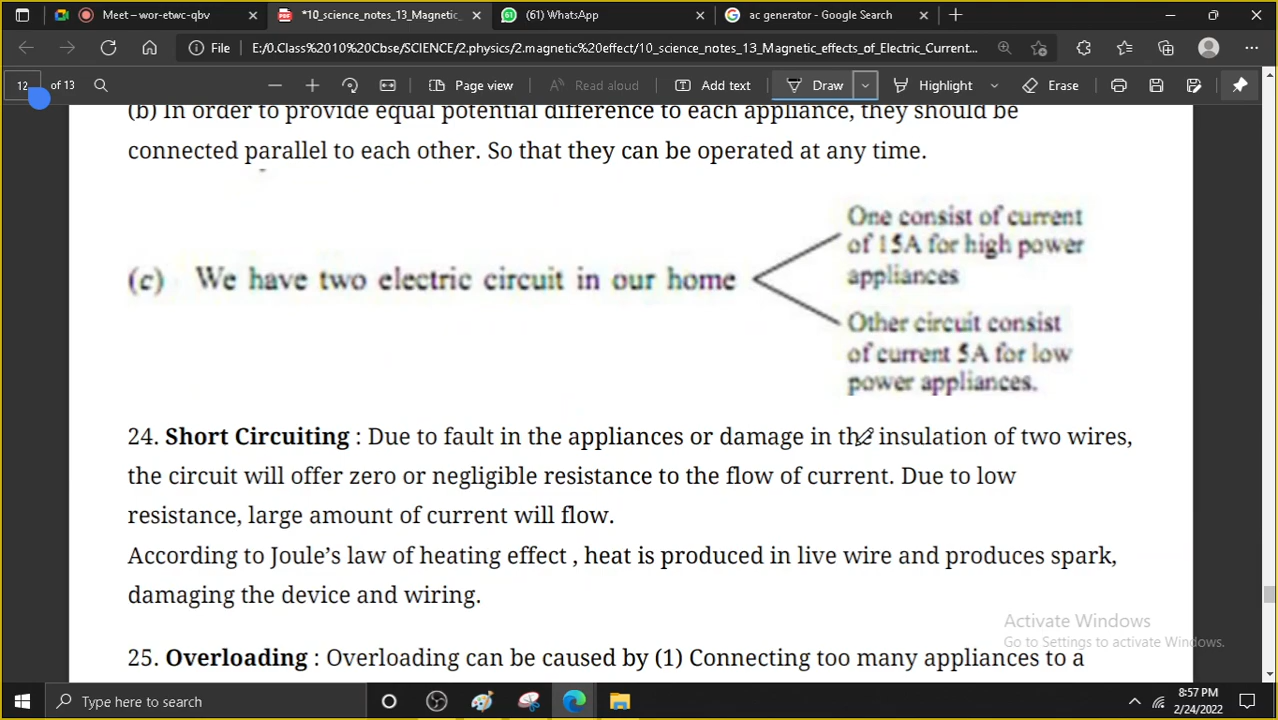 Meet – wor-etwc-qbv
*10_science_notes_13_Magnetic_
(61) WhatsApp
ac generator - Google Search
File
E:/0.Class%2010%20Cbse/SCIENCE/2.physics/2.magnetic%20effect/10_science_notes_13_Magnetic_effects_of_Electric_Current...
12 of 13
Page view
Read aloud
Add text
Draw
Highlight
Erase
(b) In order to provide equal potential difference to each appliance, they should be
connected parallel to each other. So that they can be operated at any time.
One consist of current
of 15A for high power
appliances
(c) We have two electric circuit in our home
Other circuit consist
of current 5A for low
power appliances.
24. Short Circuiting : Due to fault in the appliances or damage in the insulation of two wires,
the circuit will offer zero or negligible resistance to the flow of current. Due to low
resistance, large amount of current will flow.
According to Joule’s law of heating effect , heat is produced in live wire and produces spark,
damaging the device and wiring.
Activate Windows
Go to Settings to activate Windows.
25. Overloading : Overloading can be caused by (1) Connecting too many appliances to a
Type here to search
8:57 PM
2/24/2022